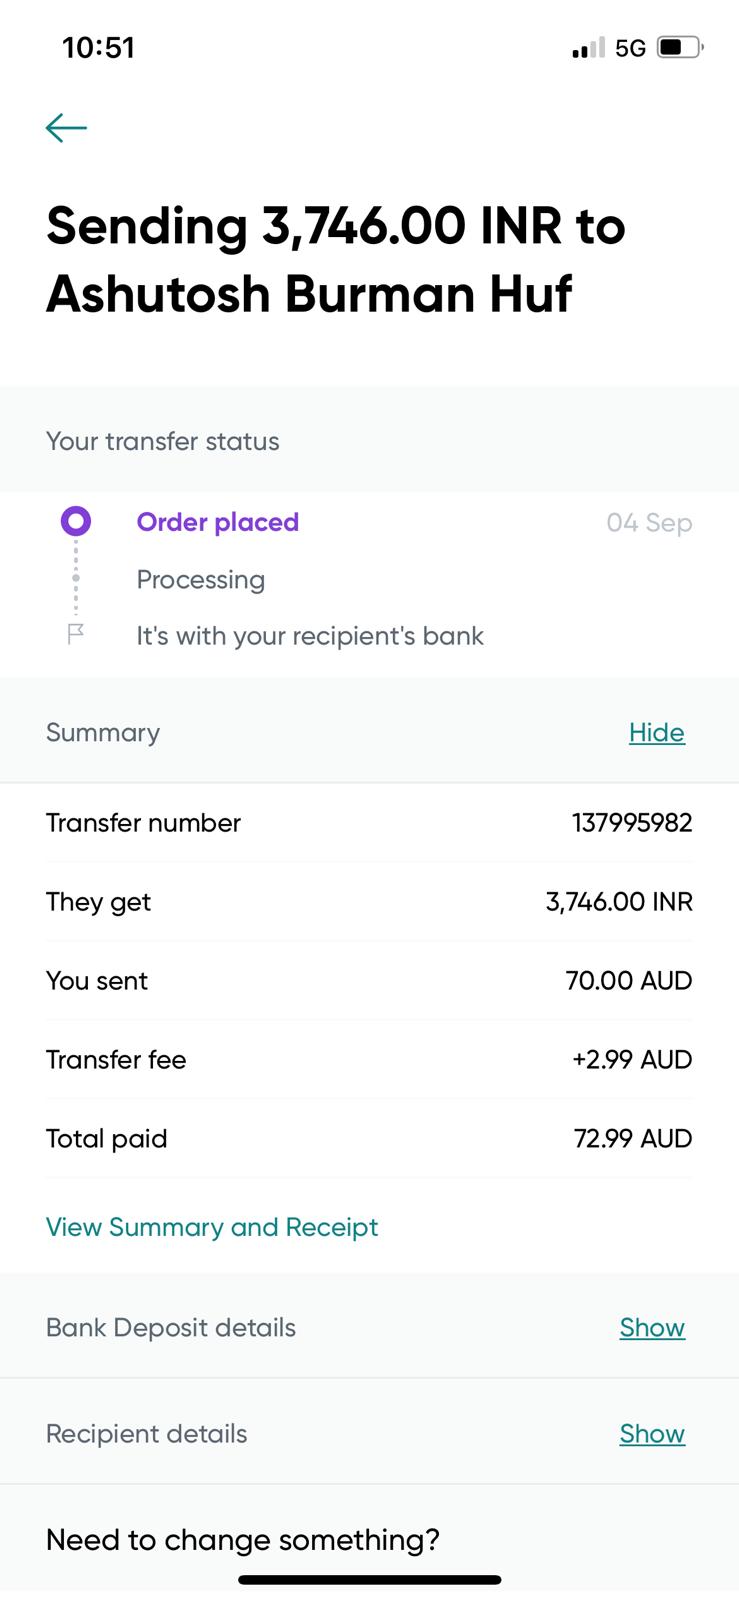 10:51 5G
Sending 3,746.00 INR to
Ashutosh Burman Huf
Your transfer status
Order placed 04 Sep
Processing
It's with your recipient's bank
Summary Hide
Transfer number 137995982
They get 3,746.00 INR
You sent 70.00 AUD
Transfer fee +2.99 AUD
Total paid 72.99 AUD
View Summary and Receipt
Bank Deposit details Show
Recipient details Show
Need to change something?